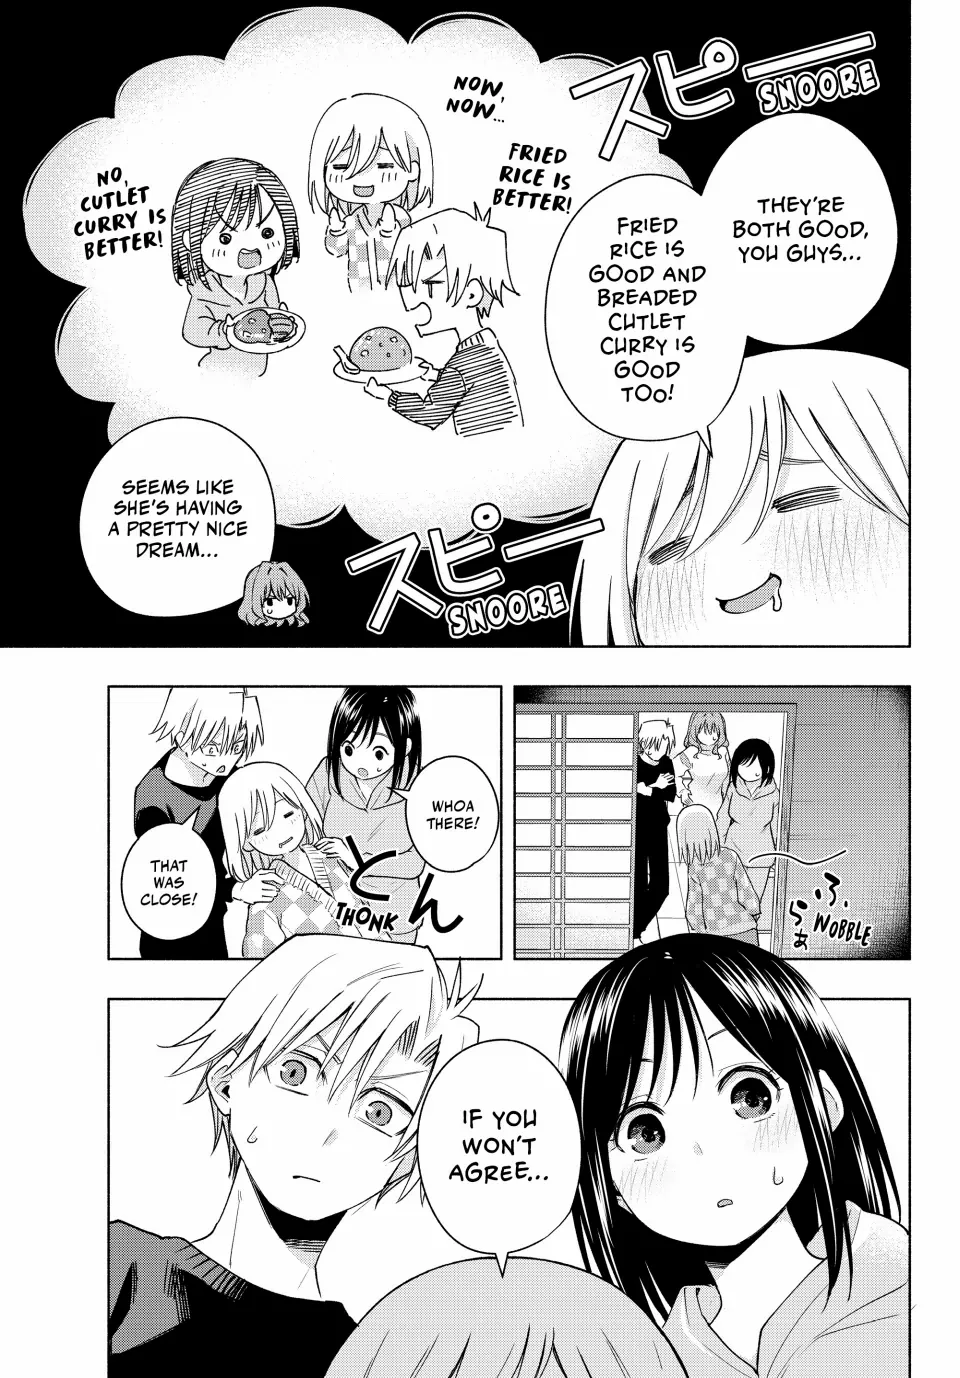 スピー
SNOORE
THEY'RE
BOTH GOOD,
YOU GUYS...
FRIED
RICE IS
GOOD AND
BREADED
CUTLET
CURRY IS
GOOD
TOO!
NOW,
NOW...
FRIED
RICE IS
BETTER!
NO,
CUTLET
CURRY IS
BETTER!
スピー
SNOORE
SEEMS LIKE
SHE'S HAVING
A PRETTY NICE
DREAM...
ふ、
らぁ
WOBBLE
WHOA
THERE!
とん
THONK
THAT
WAS
CLOSE!
IF YOU
WON'T
AGREE...